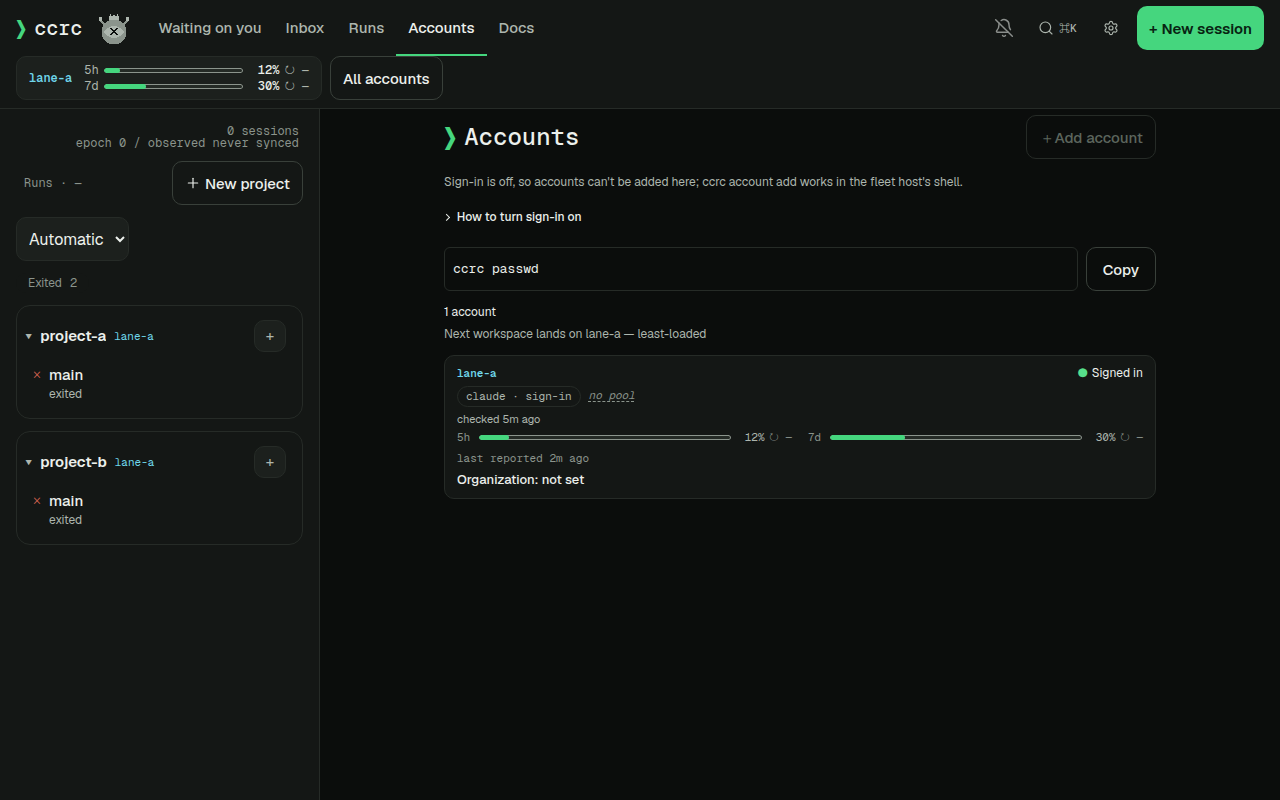 ❯ ccrc Waiting on you Inbox Runs Accounts Docs ⌘K + New session
lane-a 5h 12% ↻ –
7d 30% ↻ –
All accounts
0 sessions
epoch 0 / observed never synced
Runs · – + New project
Automatic
Exited 2
▾ project-a lane-a +
× main
exited
▾ project-b lane-a +
× main
exited
❯ Accounts + Add account
Sign-in is off, so accounts can't be added here; ccrc account add works in the fleet host's shell.
› How to turn sign-in on
ccrc passwd Copy
1 account
Next workspace lands on lane-a — least-loaded
lane-a Signed in
claude · sign-in no pool
checked 5m ago
5h 12% ↻ – 7d 30% ↻ –
last reported 2m ago
Organization: not set